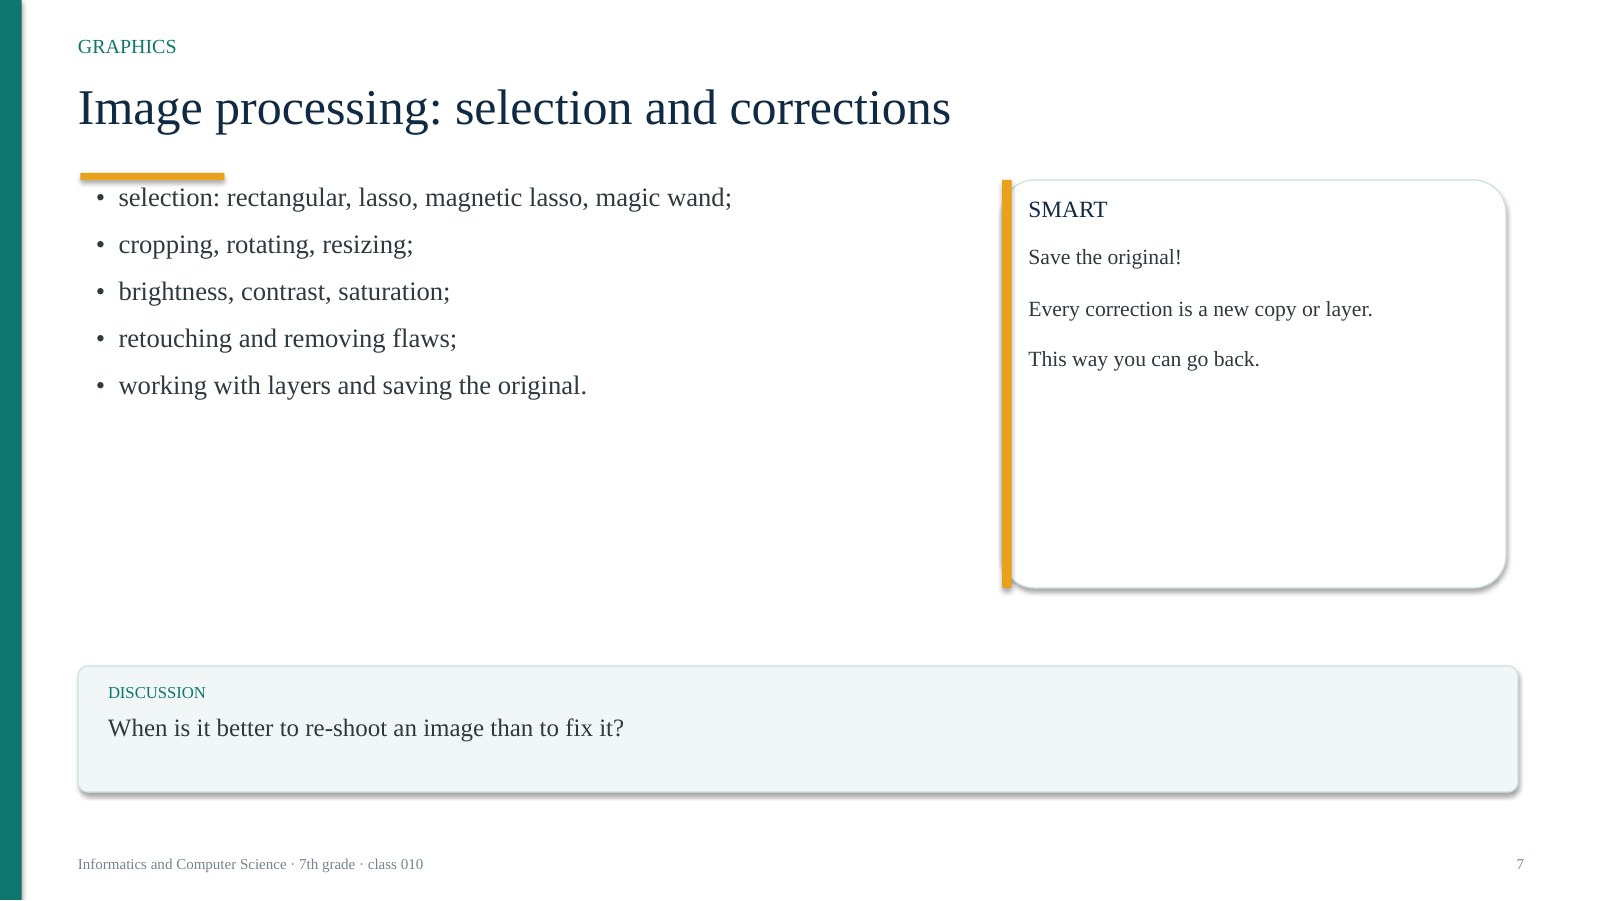 GRAPHICS
Image processing: selection and corrections
• selection: rectangular, lasso, magnetic lasso, magic wand;
• cropping, rotating, resizing;
• brightness, contrast, saturation;
• retouching and removing flaws;
• working with layers and saving the original.
SMART
Save the original!
Every correction is a new copy or layer.
This way you can go back.
DISCUSSION
When is it better to re-shoot an image than to fix it?
Informatics and Computer Science · 7th grade · class 010
7